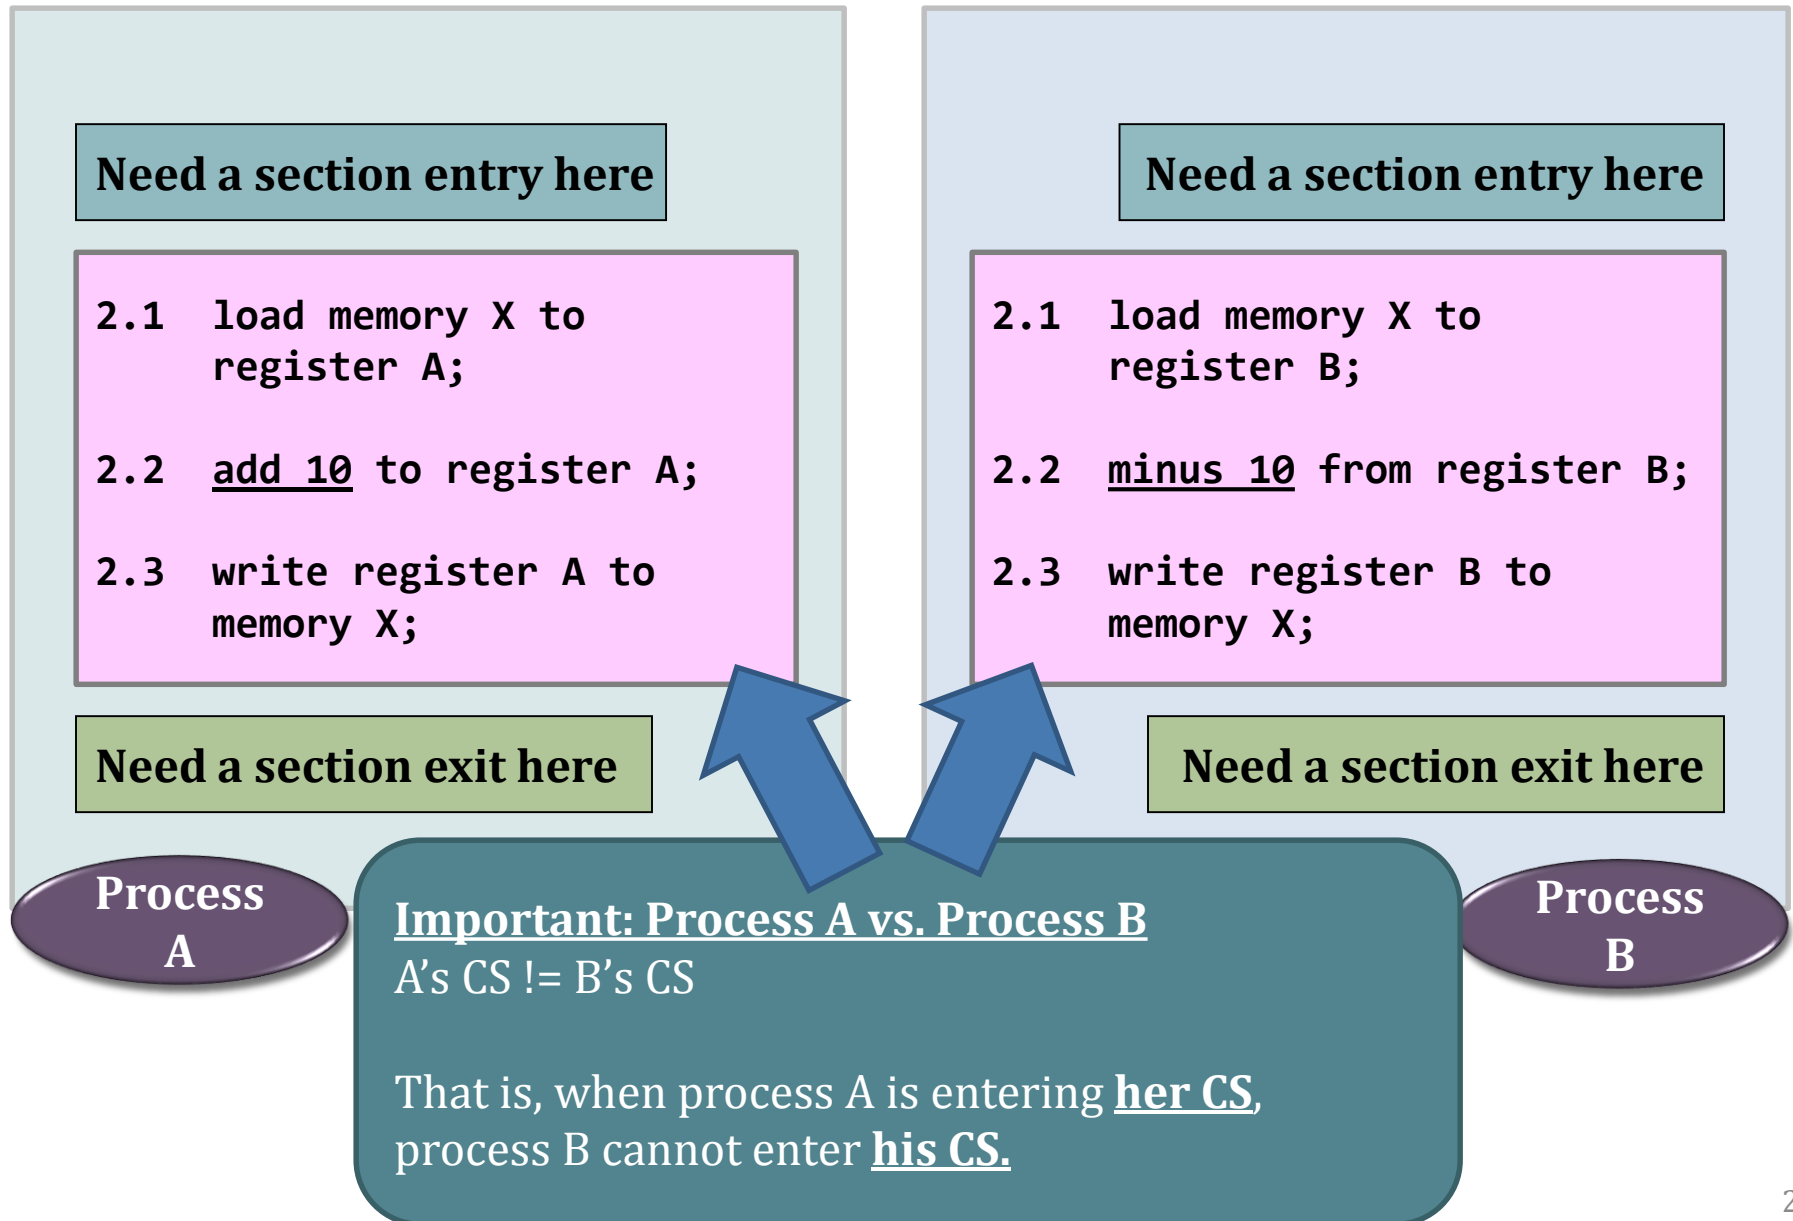 Need a section entry here
2.1 load memory X to
register A;
2.2 add 10 to register A;
2.3 write register A to
memory X;
Need a section exit here
Process
A
Need a section entry here
2.1 load memory X to
register B;
2.2 minus 10 from register B;
2.3 write register B to
memory X;
Need a section exit here
Process
B
Important: Process A vs. Process B
A’s CS != B’s CS
That is, when process A is entering her CS,
process B cannot enter his CS.